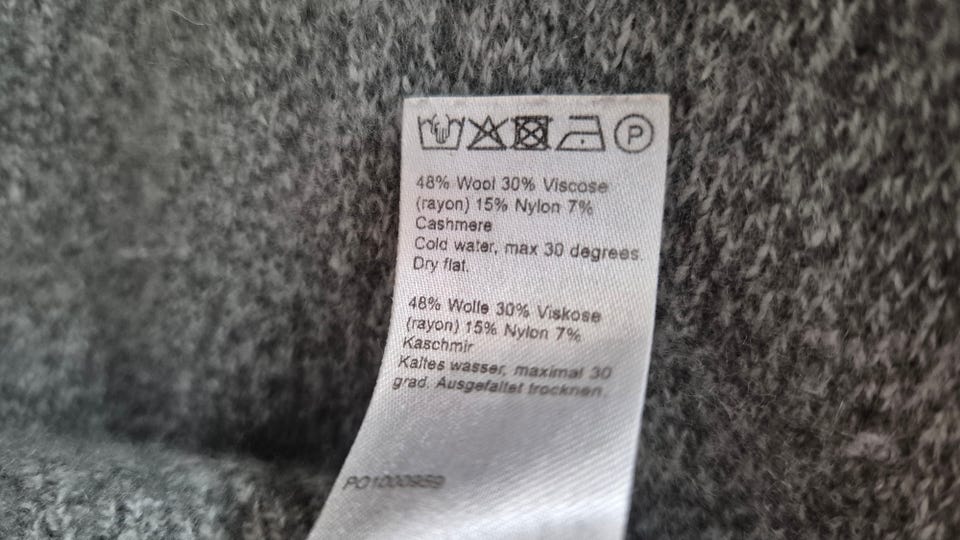 P
48% Wool 30% Viscose
(rayon) 15% Nylon 7%
Cashmere
Cold water, max 30 degrees.
Dry flat.
48% Wolle 30% Viskose
(rayon) 15% Nylon 7%
Kaschmir
Kaltes wasser, maximal 30
grad. Ausgefaltet trocknen.